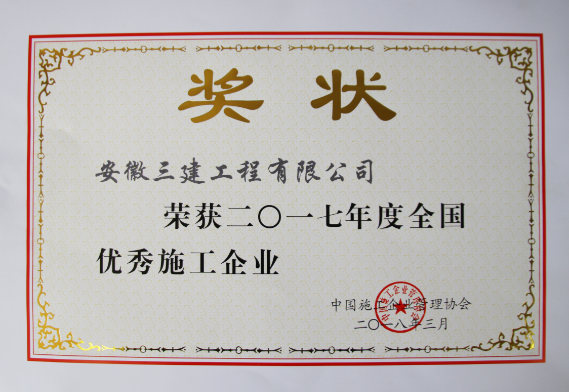 奖状
安徽三建工程有限公司
荣获二〇一七年度全国
优秀施工企业
中国施工企业管理协会
二〇一八年三月